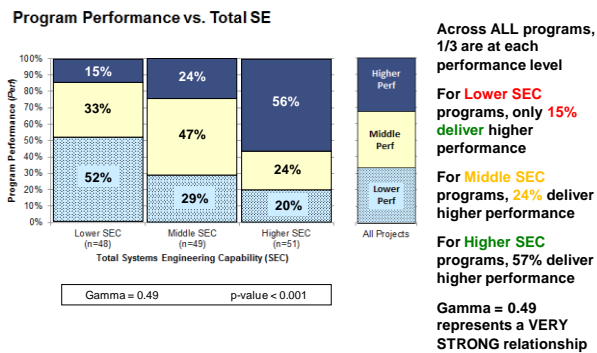 Program Performance vs. Total SE
Program Performance (Perf)
100%
90%
80%
70%
60%
50%
40%
30%
20%
10%
0%
15%
33%
52%
24%
47%
29%
56%
24%
20%
Higher
Perf
Middle
Perf
Lower
Perf
Lower SEC
(n=48)
Middle SEC
(n=49)
Higher SEC
(n=51)
All Projects
Total Systems Engineering Capability (SEC)
Gamma = 0.49 p-value < 0.001
Across ALL programs,
1/3 are at each
performance level
For Lower SEC
programs, only 15%
deliver higher
performance
For Middle SEC
programs, 24% deliver
higher performance
For Higher SEC
programs, 57% deliver
higher performance
Gamma = 0.49
represents a VERY
STRONG relationship